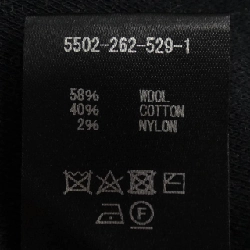 5502-262-529-1
58% WOOL
40% COTTON
2% NYLON
F